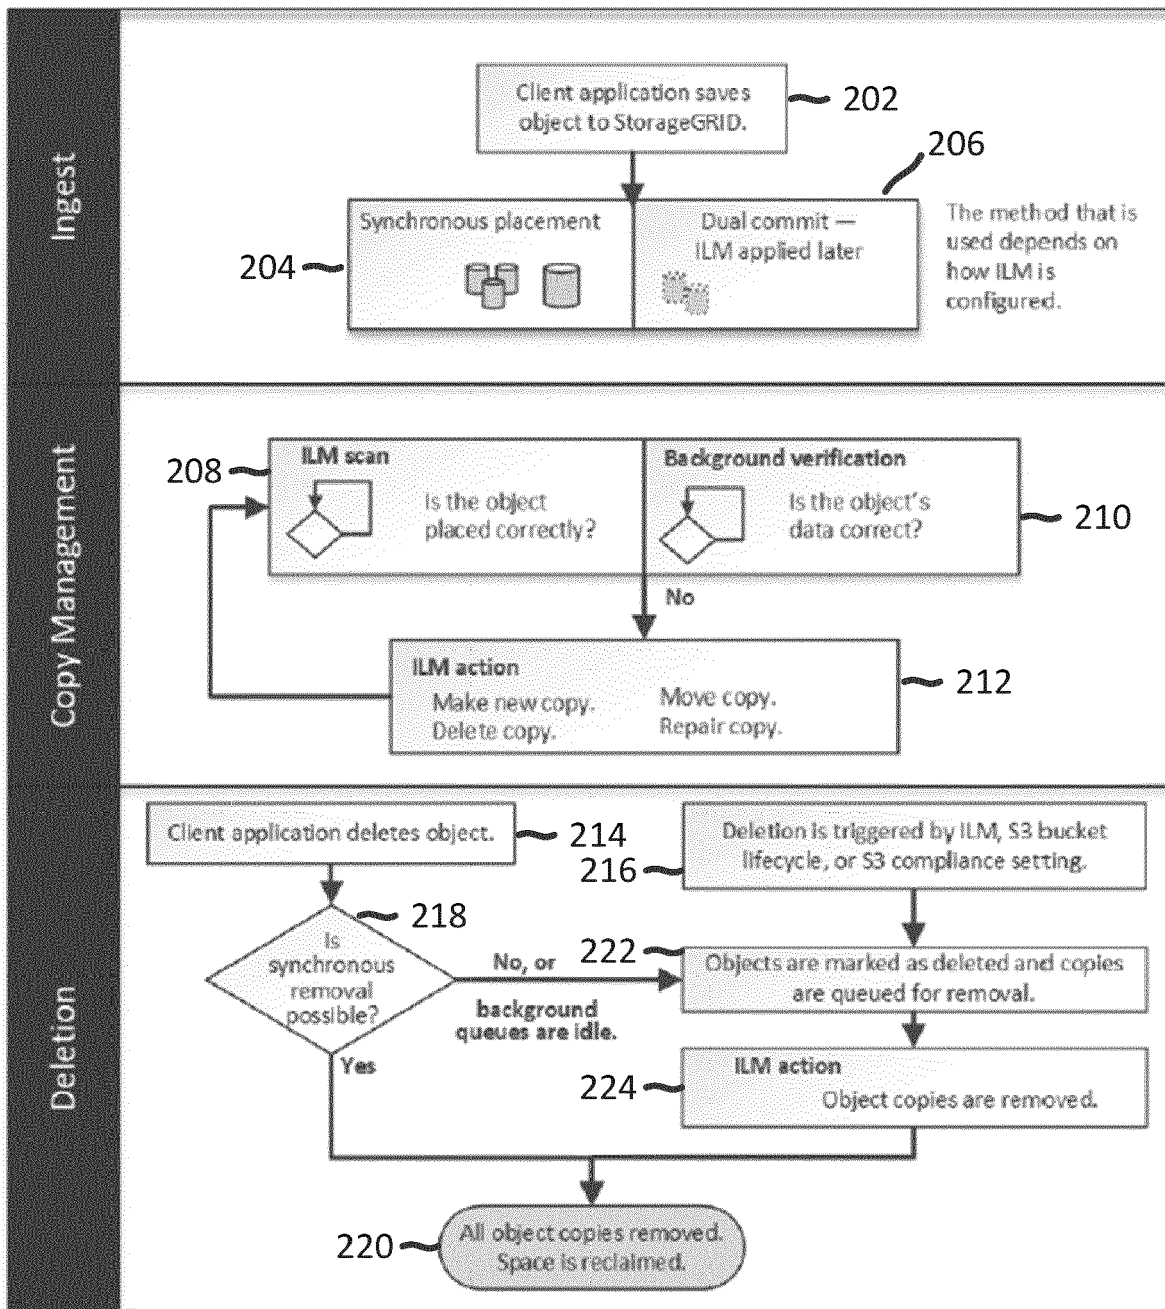 Ingest
Client application saves
object to StorageGRID.
202
206
Synchronous placement
Dual commit —
ILM applied later
204
The method that is
used depends on
how ILM is
configured.
Copy Management
208
ILM scan
Is the object
placed correctly?
Background verification
Is the object's
data correct?
210
No
ILM action
Make new copy.
Delete copy.
Move copy.
Repair copy.
212
Deletion
Client application deletes object.
214
Deletion is triggered by ILM, S3 bucket
lifecycle, or S3 compliance setting.
216
218
Is
synchronous
removal
possible?
No, or
background
queues are idle.
222
Objects are marked as deleted and copies
are queued for removal.
Yes
224
ILM action
Object copies are removed.
220
All object copies removed.
Space is reclaimed.